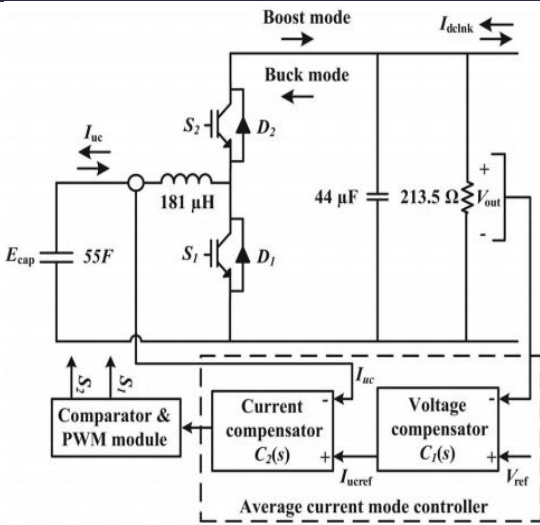 Boost mode
I_dclnk
Buck mode
S_2
D_2
I_uc
181 μH
44 μF
213.5 Ω
+
V_out
-
E_cap
55F
S_1
D_1
S_2
S_1
I_uc
Comparator &
PWM module
Current
compensator
C_2(s)
-
+
I_ucref
Voltage
compensator
C_1(s)
-
+
V_ref
Average current mode controller